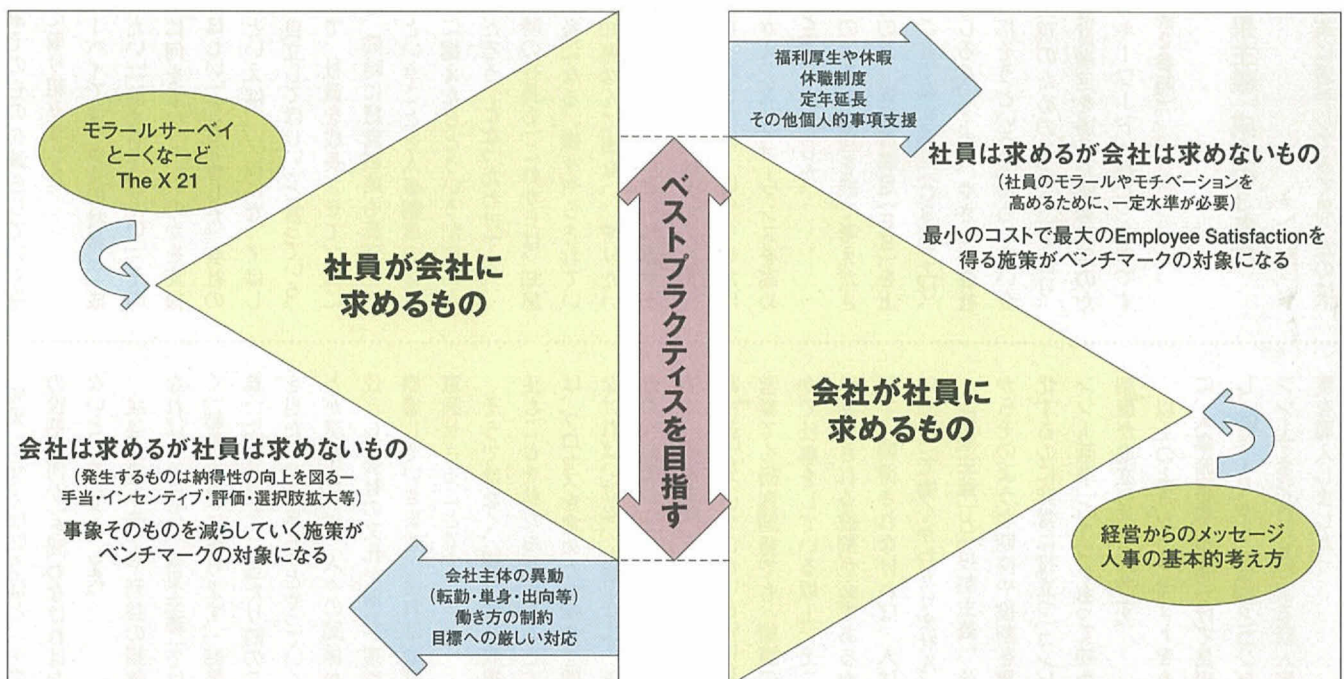 モラールサーベイ
とーくなーど
The X 21
社員が会社に
求めるもの
会社は求めるが社員は求めないもの
(発生するものは納得性の向上を図るー
手当・インセンティブ・評価・選択肢拡大等)
事象そのものを減らしていく施策が
ベンチマークの対象になる
会社主体の異動
(転勤・単身・出向等)
働き方の制約
目標への厳しい対応
ベストプラクティスを目指す
福利厚生や休暇
休職制度
定年延長
その他個人的事項支援
社員は求めるが会社は求めないもの
(社員のモラールやモチベーションを
高めるために、一定水準が必要)
最小のコストで最大のEmployee Satisfactionを
得る施策がベンチマークの対象になる
会社が社員に
求めるもの
経営からのメッセージ
人事の基本的考え方